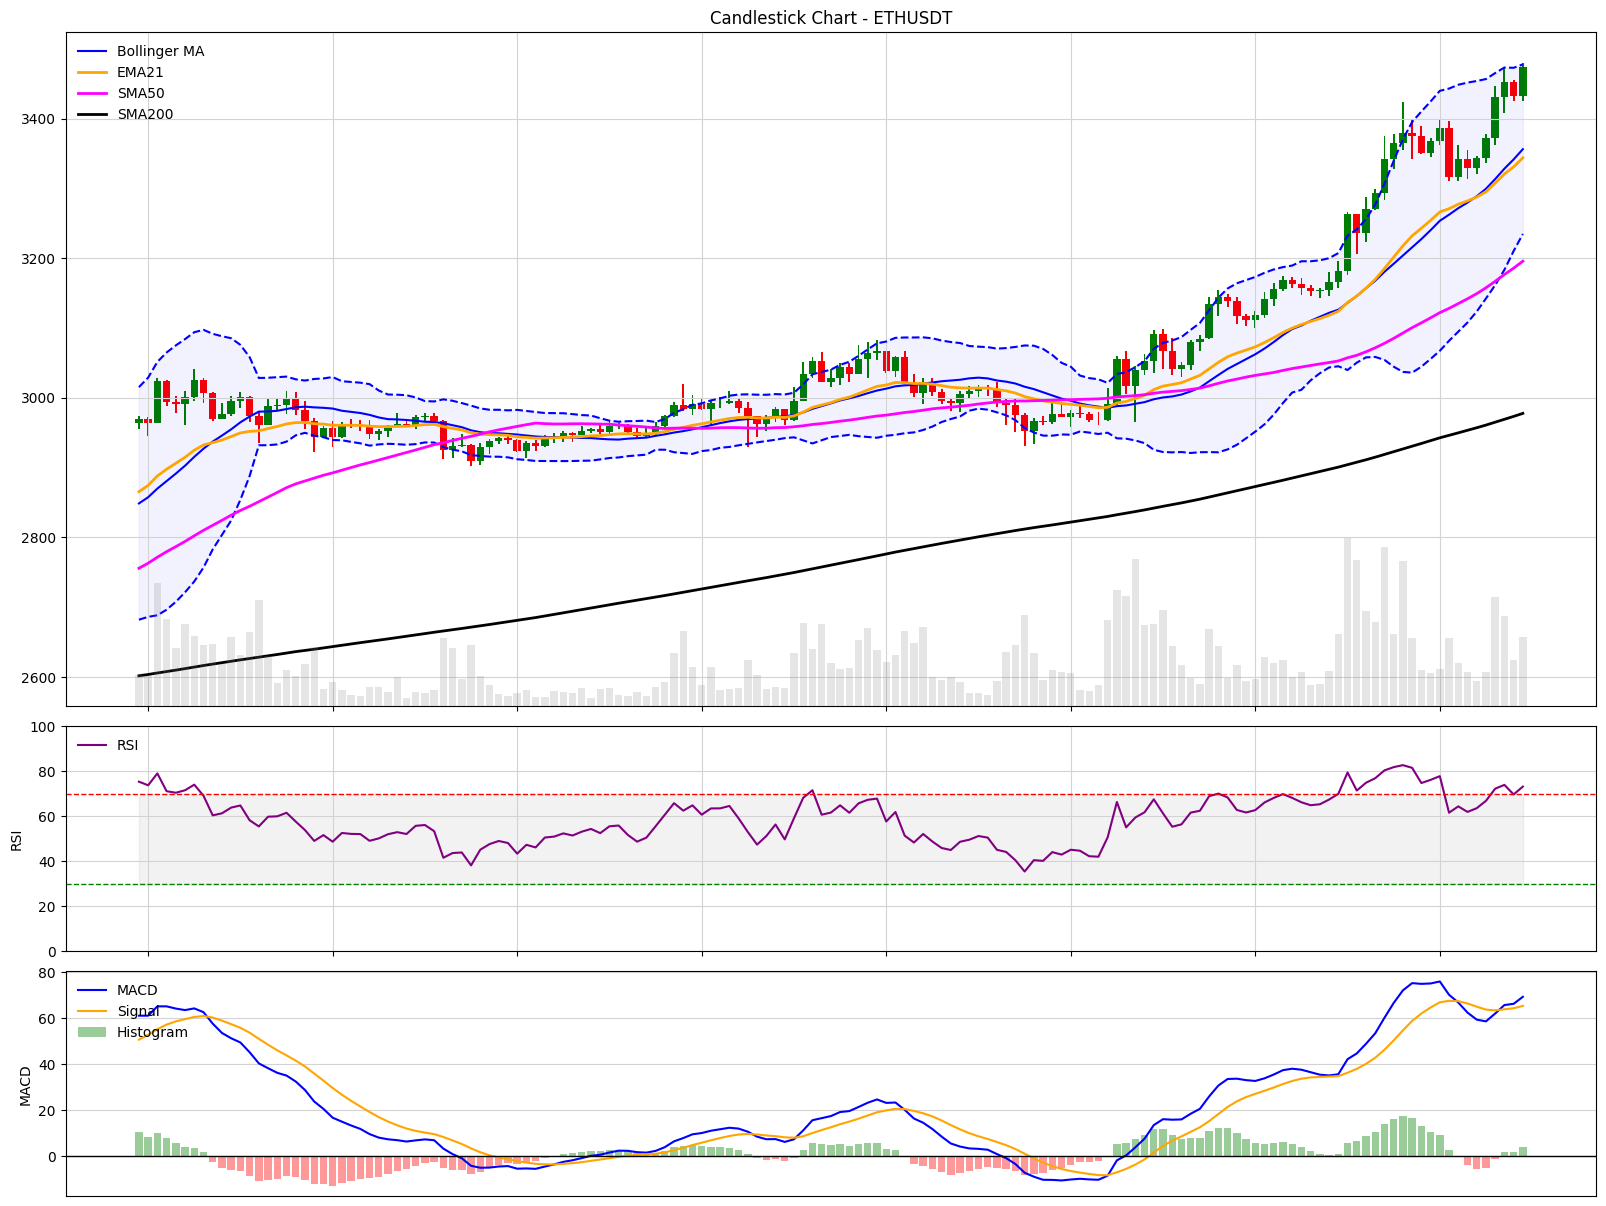 Candlestick Chart - ETHUSDT
Bollinger MA
EMA21
SMA50
SMA200
3400
3200
3000
2800
2600
RSI
100
80
60
40
20
0
RSI
MACD
Signal
Histogram
80
60
40
20
0
MACD